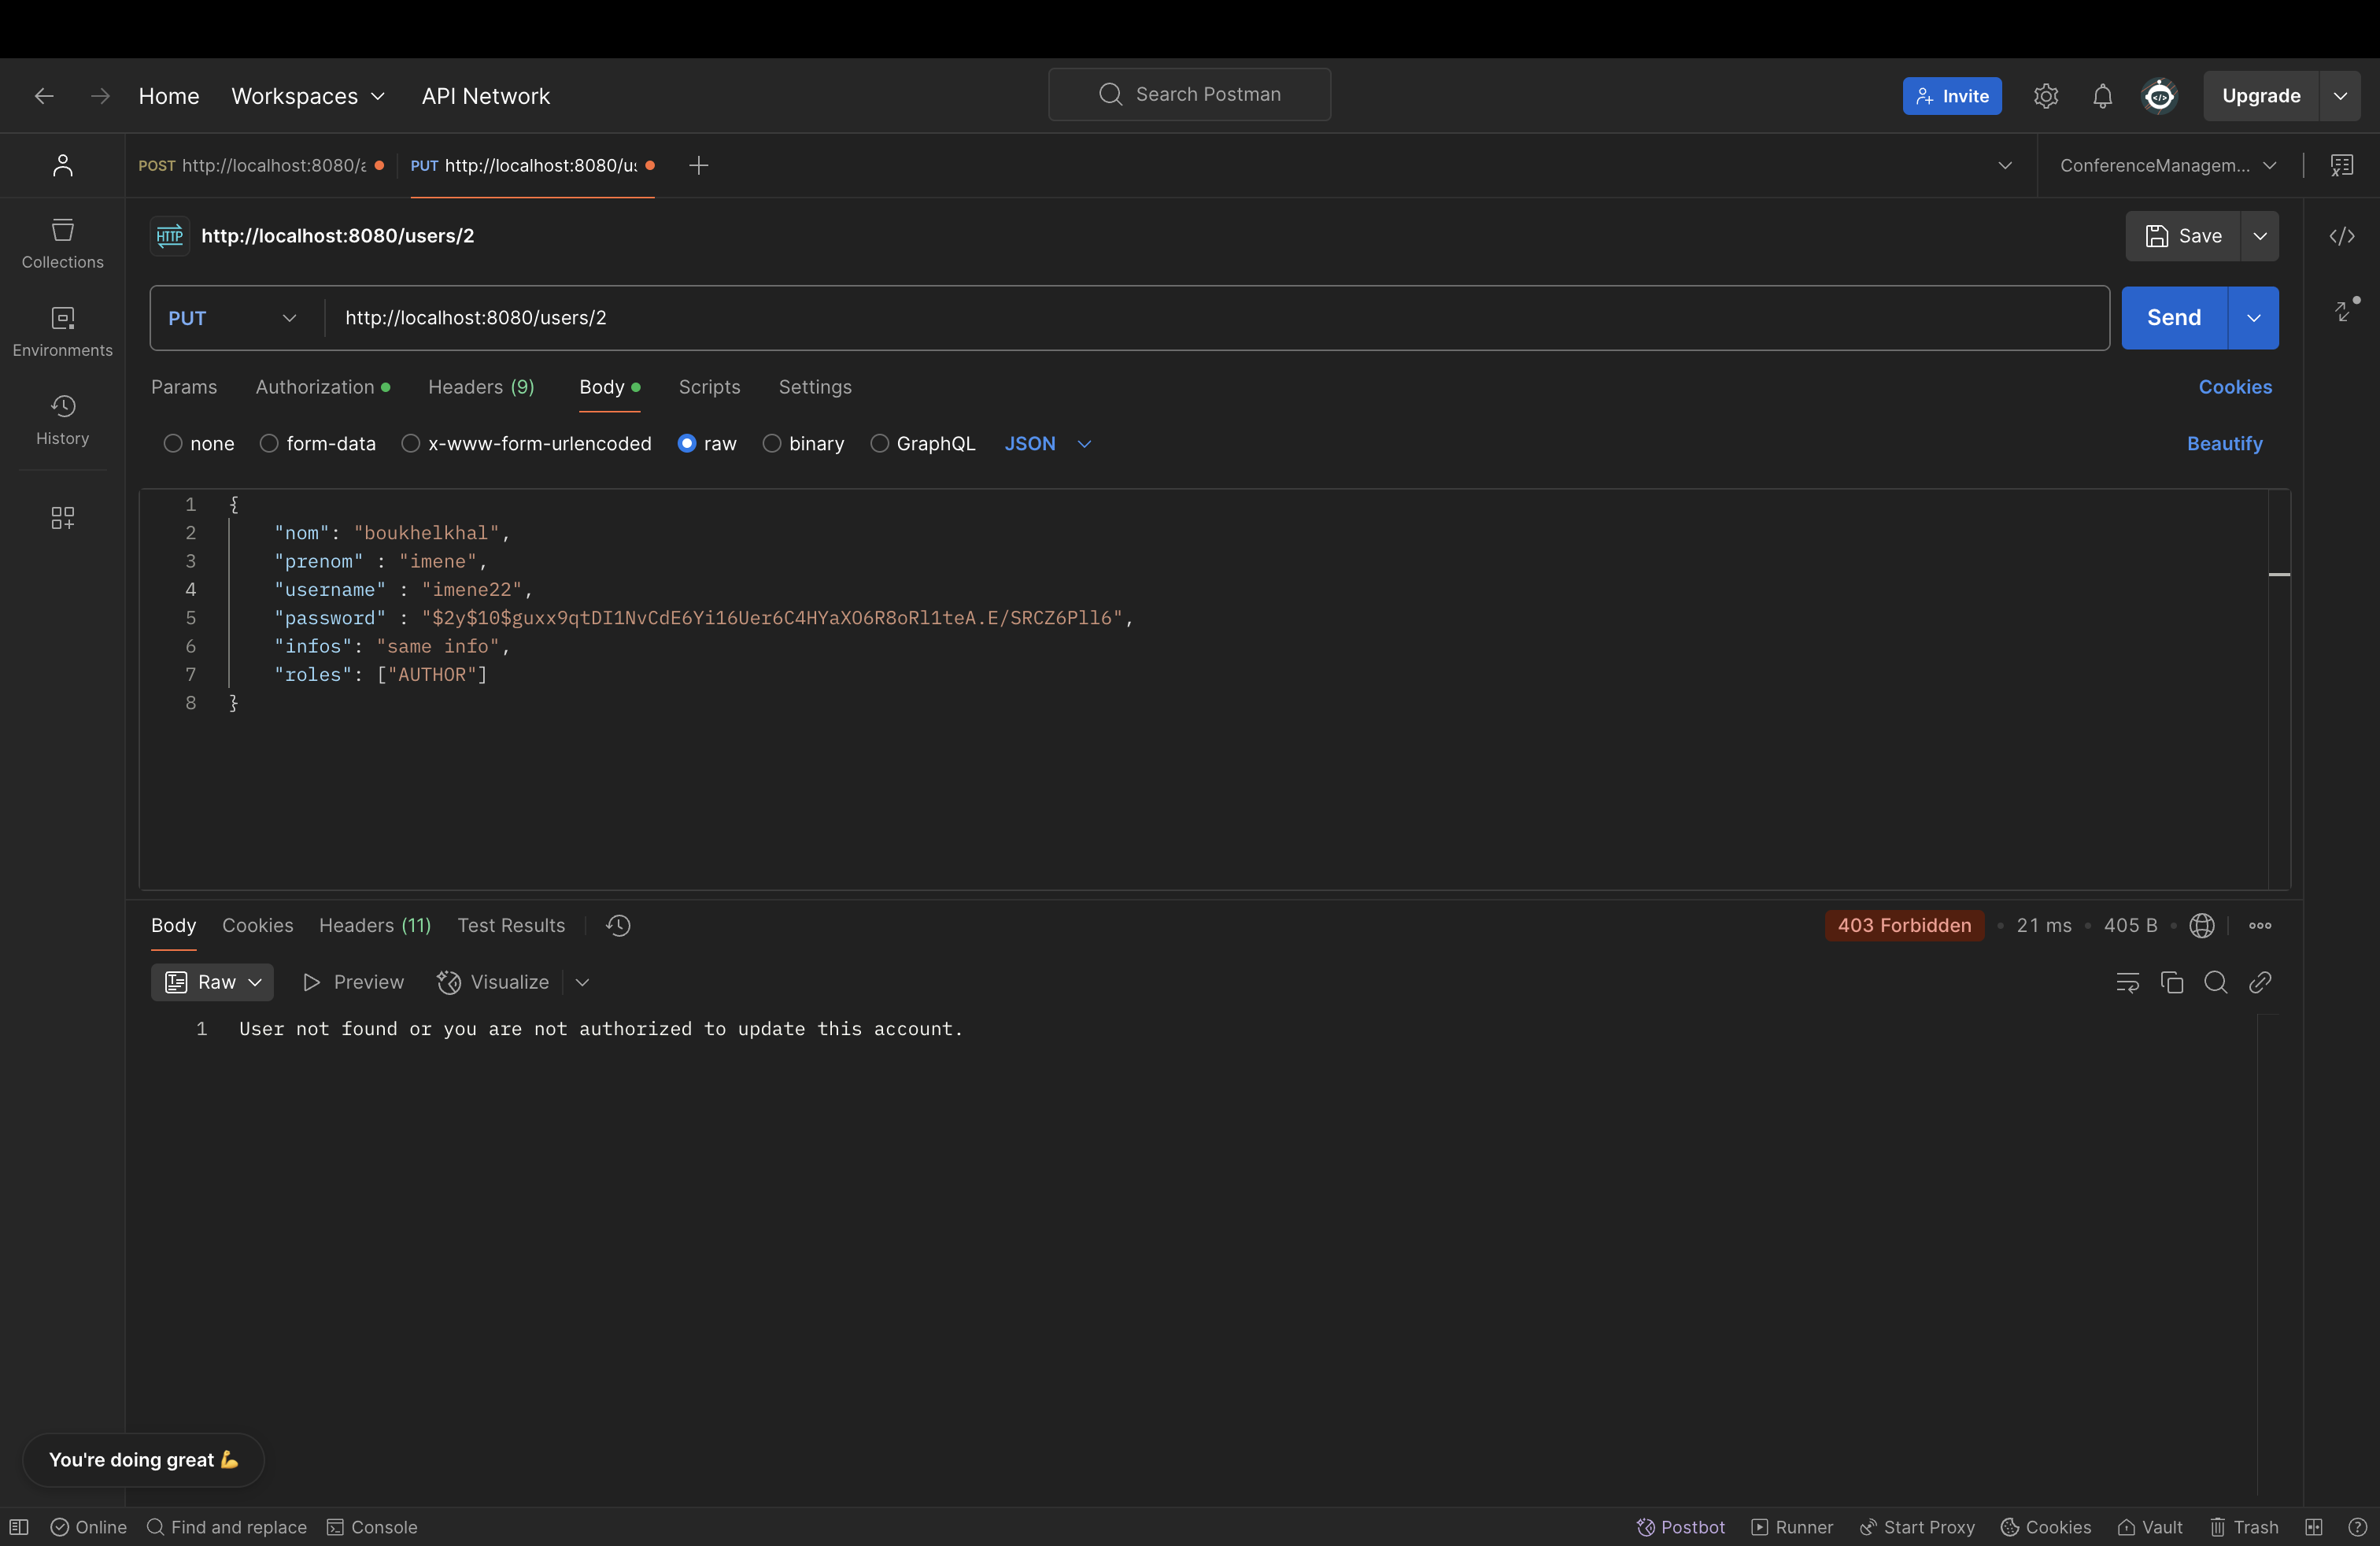 Home Workspaces API Network Search Postman Invite Upgrade
POST http://localhost:8080/a PUT http://localhost:8080/us ConferenceManagem...
HTTP http://localhost:8080/users/2 Save
Collections
PUT http://localhost:8080/users/2 Send
Environments
Params Authorization Headers (9) Body Scripts Settings Cookies
History
none form-data x-www-form-urlencoded raw binary GraphQL JSON Beautify
1 {
2 "nom": "boukhelkhal",
3 "prenom" : "imene",
4 "username" : "imene22",
5 "password" : "$2y$10$guxx9qtDI1NvCdE6Yi16Uer6C4HYaXO6R8oRl1teA.E/SRCZ6Pll6",
6 "infos": "same info",
7 "roles": ["AUTHOR"]
8 }
Body Cookies Headers (11) Test Results 403 Forbidden • 21 ms • 405 B •
Raw Preview Visualize
1 User not found or you are not authorized to update this account.
You're doing great 💪
Online Find and replace Console Postbot Runner Start Proxy Cookies Vault Trash